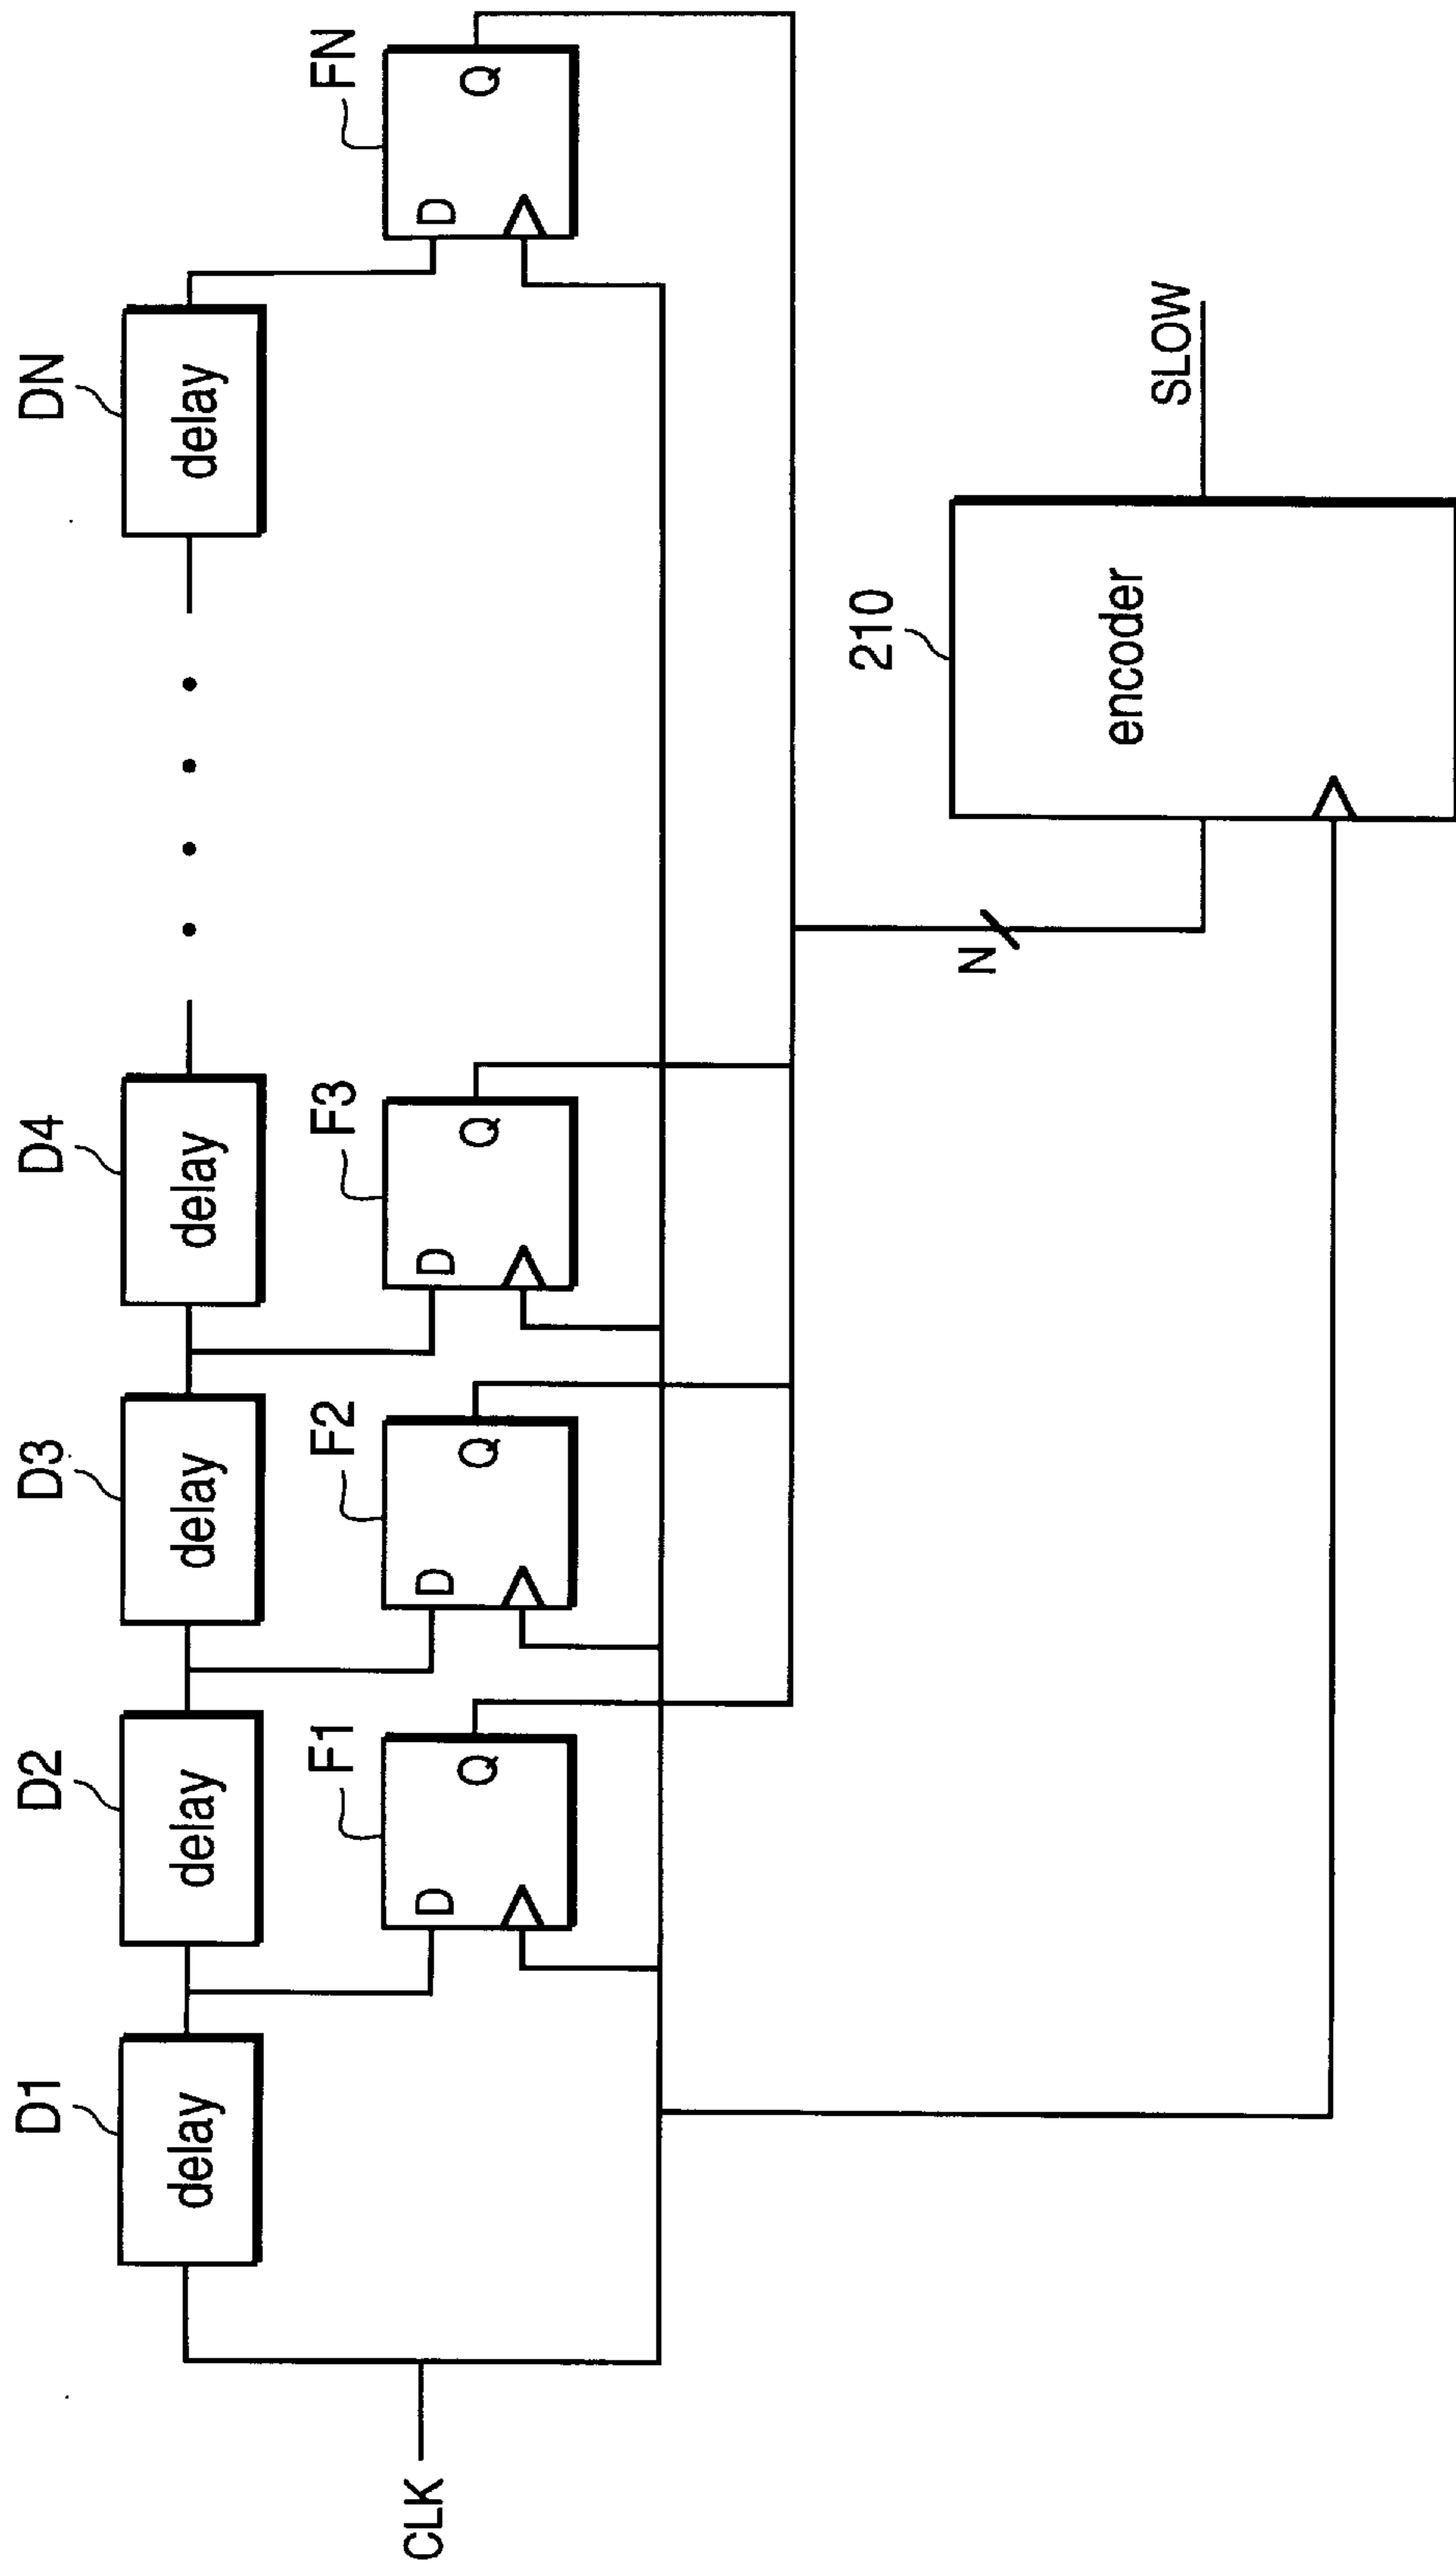 D1
D2
D3
D4
DN
delay
delay
delay
delay
delay
F1
F2
F3
FN
D
Q
D
Q
D
Q
D
Q
CLK
N
210
encoder
SLOW